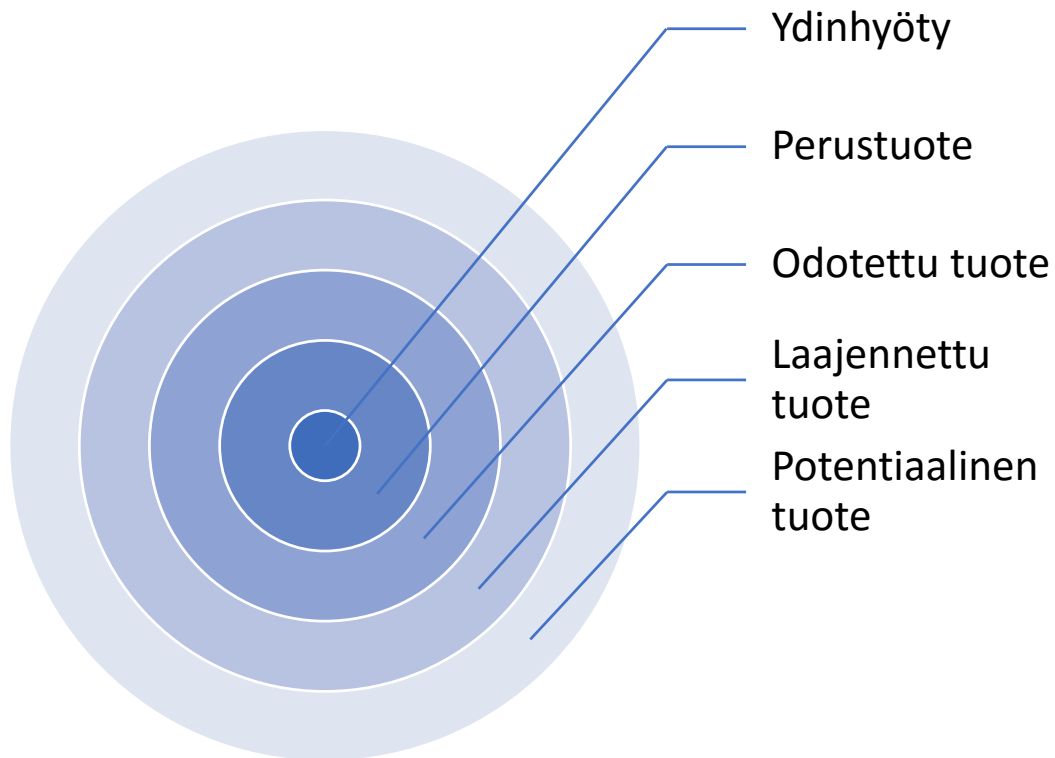 Ydinhyöty
Perustuote
Odotettu tuote
Laajennettu
tuote
Potentiaalinen
tuote